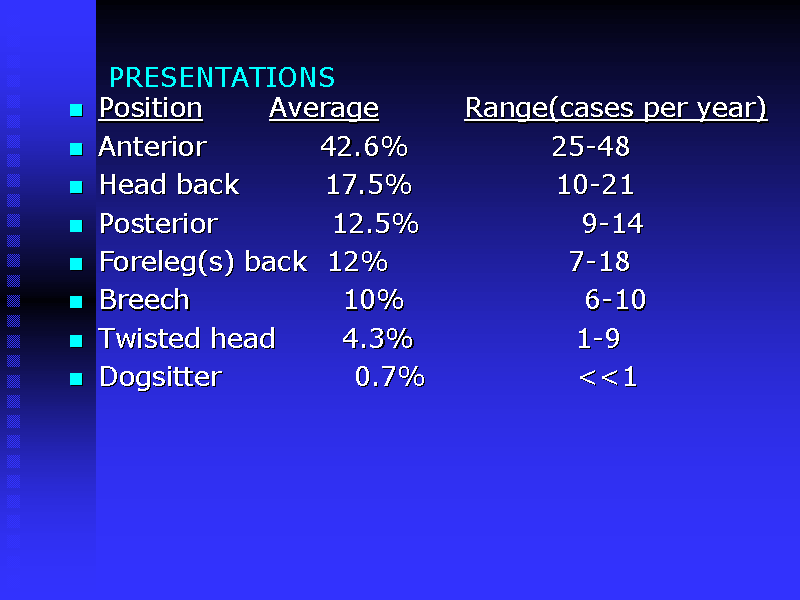 PRESENTATIONS
Position Average Range(cases per year)
Anterior 42.6% 25-48
Head back 17.5% 10-21
Posterior 12.5% 9-14
Foreleg(s) back 12% 7-18
Breech 10% 6-10
Twisted head 4.3% 1-9
Dogsitter 0.7% <<1